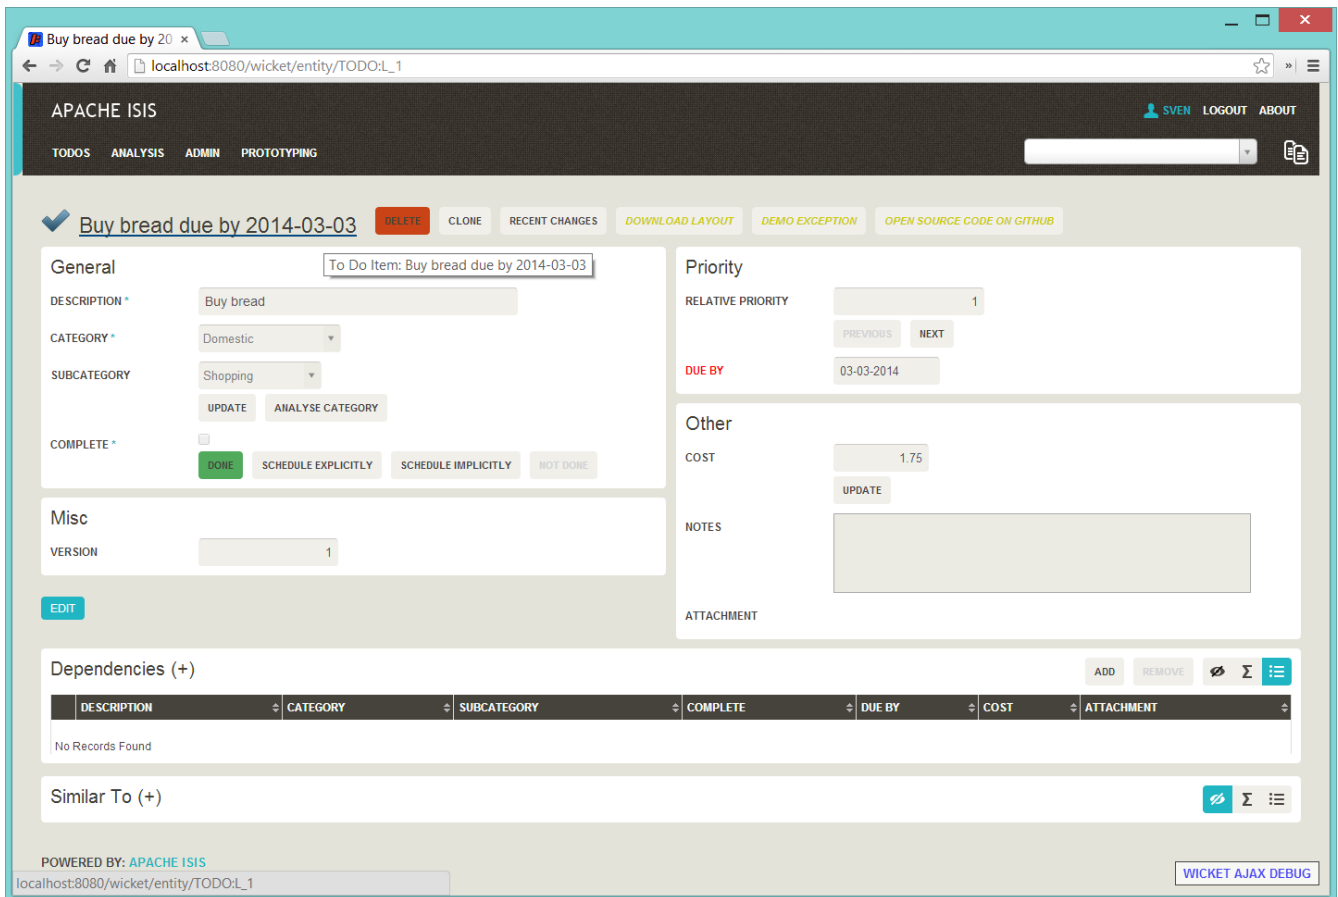 Buy bread due by 20
localhost:8080/wicket/entity/TODO:L_1
APACHE ISIS
SVEN LOGOUT ABOUT
TODOS ANALYSIS ADMIN PROTOTYPING
Buy bread due by 2014-03-03 DELETE CLONE RECENT CHANGES DOWNLOAD LAYOUT DEMO EXCEPTION OPEN SOURCE CODE ON GITHUB
To Do Item: Buy bread due by 2014-03-03
General
DESCRIPTION * Buy bread
CATEGORY * Domestic
SUBCATEGORY Shopping
UPDATE ANALYSE CATEGORY
COMPLETE *
DONE SCHEDULE EXPLICITLY SCHEDULE IMPLICITLY NOT DONE
Misc
VERSION 1
EDIT
Priority
RELATIVE PRIORITY 1
PREVIOUS NEXT
DUE BY 03-03-2014
Other
COST 1.75
UPDATE
NOTES
ATTACHMENT
Dependencies (+) ADD REMOVE Σ
DESCRIPTION CATEGORY SUBCATEGORY COMPLETE DUE BY COST ATTACHMENT
No Records Found
Similar To (+) Σ
POWERED BY: APACHE ISIS
localhost:8080/wicket/entity/TODO:L_1
WICKET AJAX DEBUG